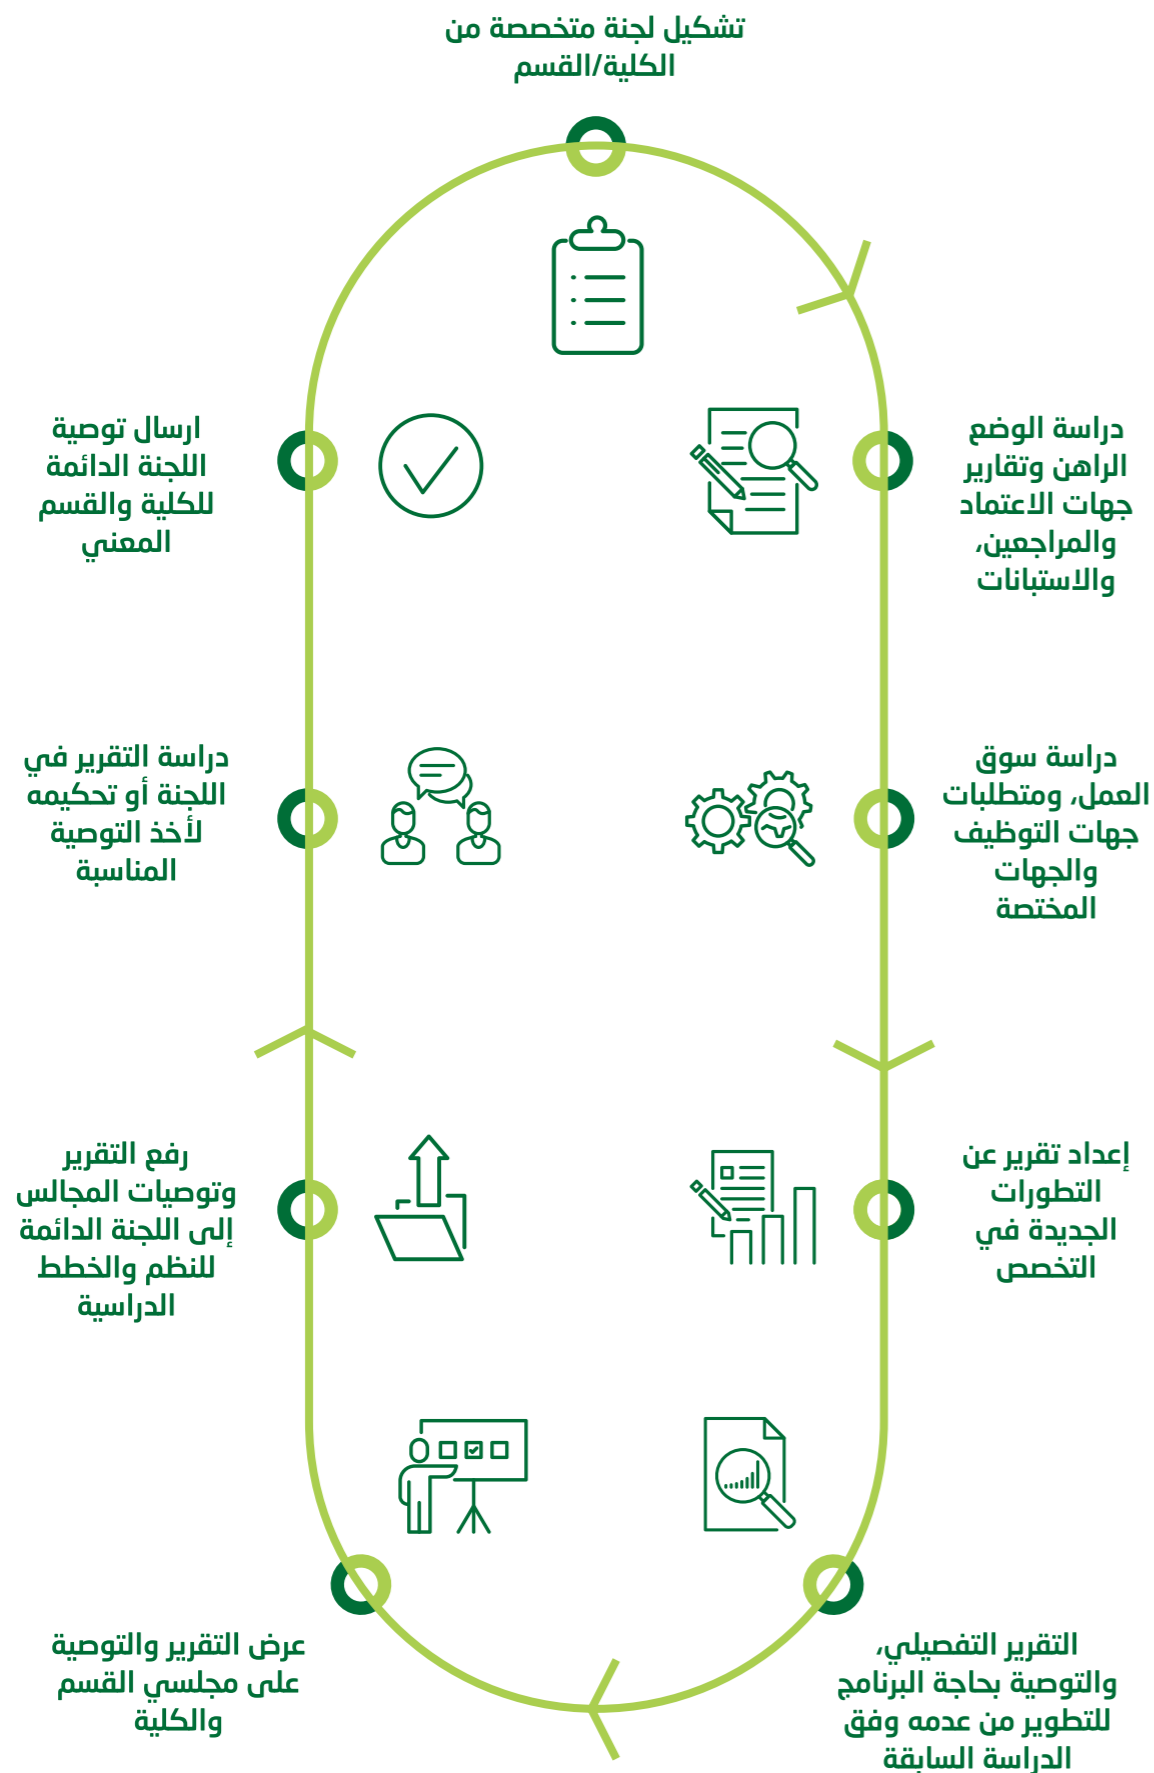 تشكيل لجنة متخصصة من
الكلية/القسم
دراسة الوضع
الراهن وتقارير
جهات الاعتماد
والمراجعين،
والاستبانات
دراسة سوق
العمل، ومتطلبات
جهات التوظيف
والجهات
المختصة
إعداد تقرير عن
التطورات
الجديدة في
التخصص
التقرير التفصيلي،
والتوصية بحاجة البرنامج
للتطوير من عدمه وفق
الدراسة السابقة
عرض التقرير والتوصية
على مجلسي القسم
والكلية
رفع التقرير
وتوصيات المجالس
إلى اللجنة الدائمة
للنظم والخطط
الدراسية
دراسة التقرير في
اللجنة أو تحكيمه
لأخذ التوصية
المناسبة
ارسال توصية
اللجنة الدائمة
للكلية والقسم
المعني